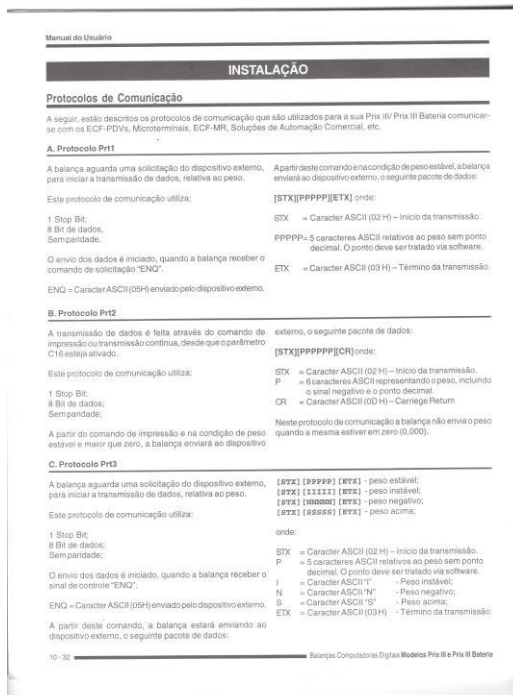 Manual do Usuário
INSTALAÇÃO
Protocolos de Comunicação
A seguir, estão descritos os protocolos de comunicação que são utilizados para a sua Prix III/ Prix III Bateria comunicar-
se com os ECF-PDVs, Microterminais, ECF-MR, Soluções de Automação Comercial, etc.
A. Protocolo Prt1
A balança aguarda uma solicitação do dispositivo externo,
para iniciar a transmissão de dados, relativa ao peso.
Este protocolo de comunicação utiliza:
1 Stop Bit;
8 Bit de dados;
Sem paridade.
O envio dos dados é iniciado, quando a balança receber o
comando de solicitação "ENQ".
ENQ = Caracter ASCII (05H) enviado pelo dispositivo externo.
A partir deste comando e na condição de peso estável, a balança
enviará ao dispositivo externo, o seguinte pacote de dados:
[STX][PPPPP][ETX] onde:
STX = Caracter ASCII (02 H) – Início da transmissão.
PPPPP= 5 caracteres ASCII relativos ao peso sem ponto
decimal. O ponto deve ser tratado via software.
ETX = Caracter ASCII (03 H) – Término da transmissão.
B. Protocolo Prt2
A transmissão de dados é feita através do comando de
impressão ou transmissão continua, desde que o parâmetro
C16 esteja ativado.
Este protocolo de comunicação utiliza:
1 Stop Bit;
8 Bit de dados;
Sem paridade;
A partir do comando de impressão e na condição de peso
estável e maior que zero, a balança enviará ao dispositivo
externo, o seguinte pacote de dados:
[STX][PPPPPP][CR] onde:
STX = Caracter ASCII (02 H) – Início da transmissão.
P = 6 caracteres ASCII representando o peso, incluindo
o sinal negativo e o ponto decimal.
CR = Caracter ASCII (0D H) – Carriege Return
Neste protocolo de comunicação a balança não envia o peso
quando a mesma estiver em zero (0,000).
C. Protocolo Prt3
A balança aguarda uma solicitação do dispositivo externo,
para iniciar a transmissão de dados, relativa ao peso.
Este protocolo de comunicação utiliza:
1 Stop Bit;
8 Bit de dados;
Sem paridade;
O envio dos dados é iniciado, quando a balança receber o
sinal de controle "ENQ".
ENQ = Caracter ASCII (05H) enviado pelo dispositivo externo.
A partir deste comando, a balança estará enviando ao
dispositivo externo, o seguinte pacote de dados:
[STX] [PPPPP] [ETX] - peso estável;
[STX] [IIIII] [ETX] - peso instável;
[STX] [NNNNN] [ETX] - peso negativo;
[STX] [SSSSS] [ETX] - peso acima;
onde:
STX = Caracter ASCII (02 H) – Início da transmissão.
P = 5 caracteres ASCII relativos ao peso sem ponto
decimal. O ponto deve ser tratado via software.
I = Caracter ASCII "I" - Peso instável;
N = Caracter ASCII "N" - Peso negativo;
S = Caracter ASCII "S" - Peso acima;
ETX = Caracter ASCII (03 H) - Término da transmissão.
10 - 32
Balanças Computadoras Digitais Modelos Prix III e Prix III Bateria